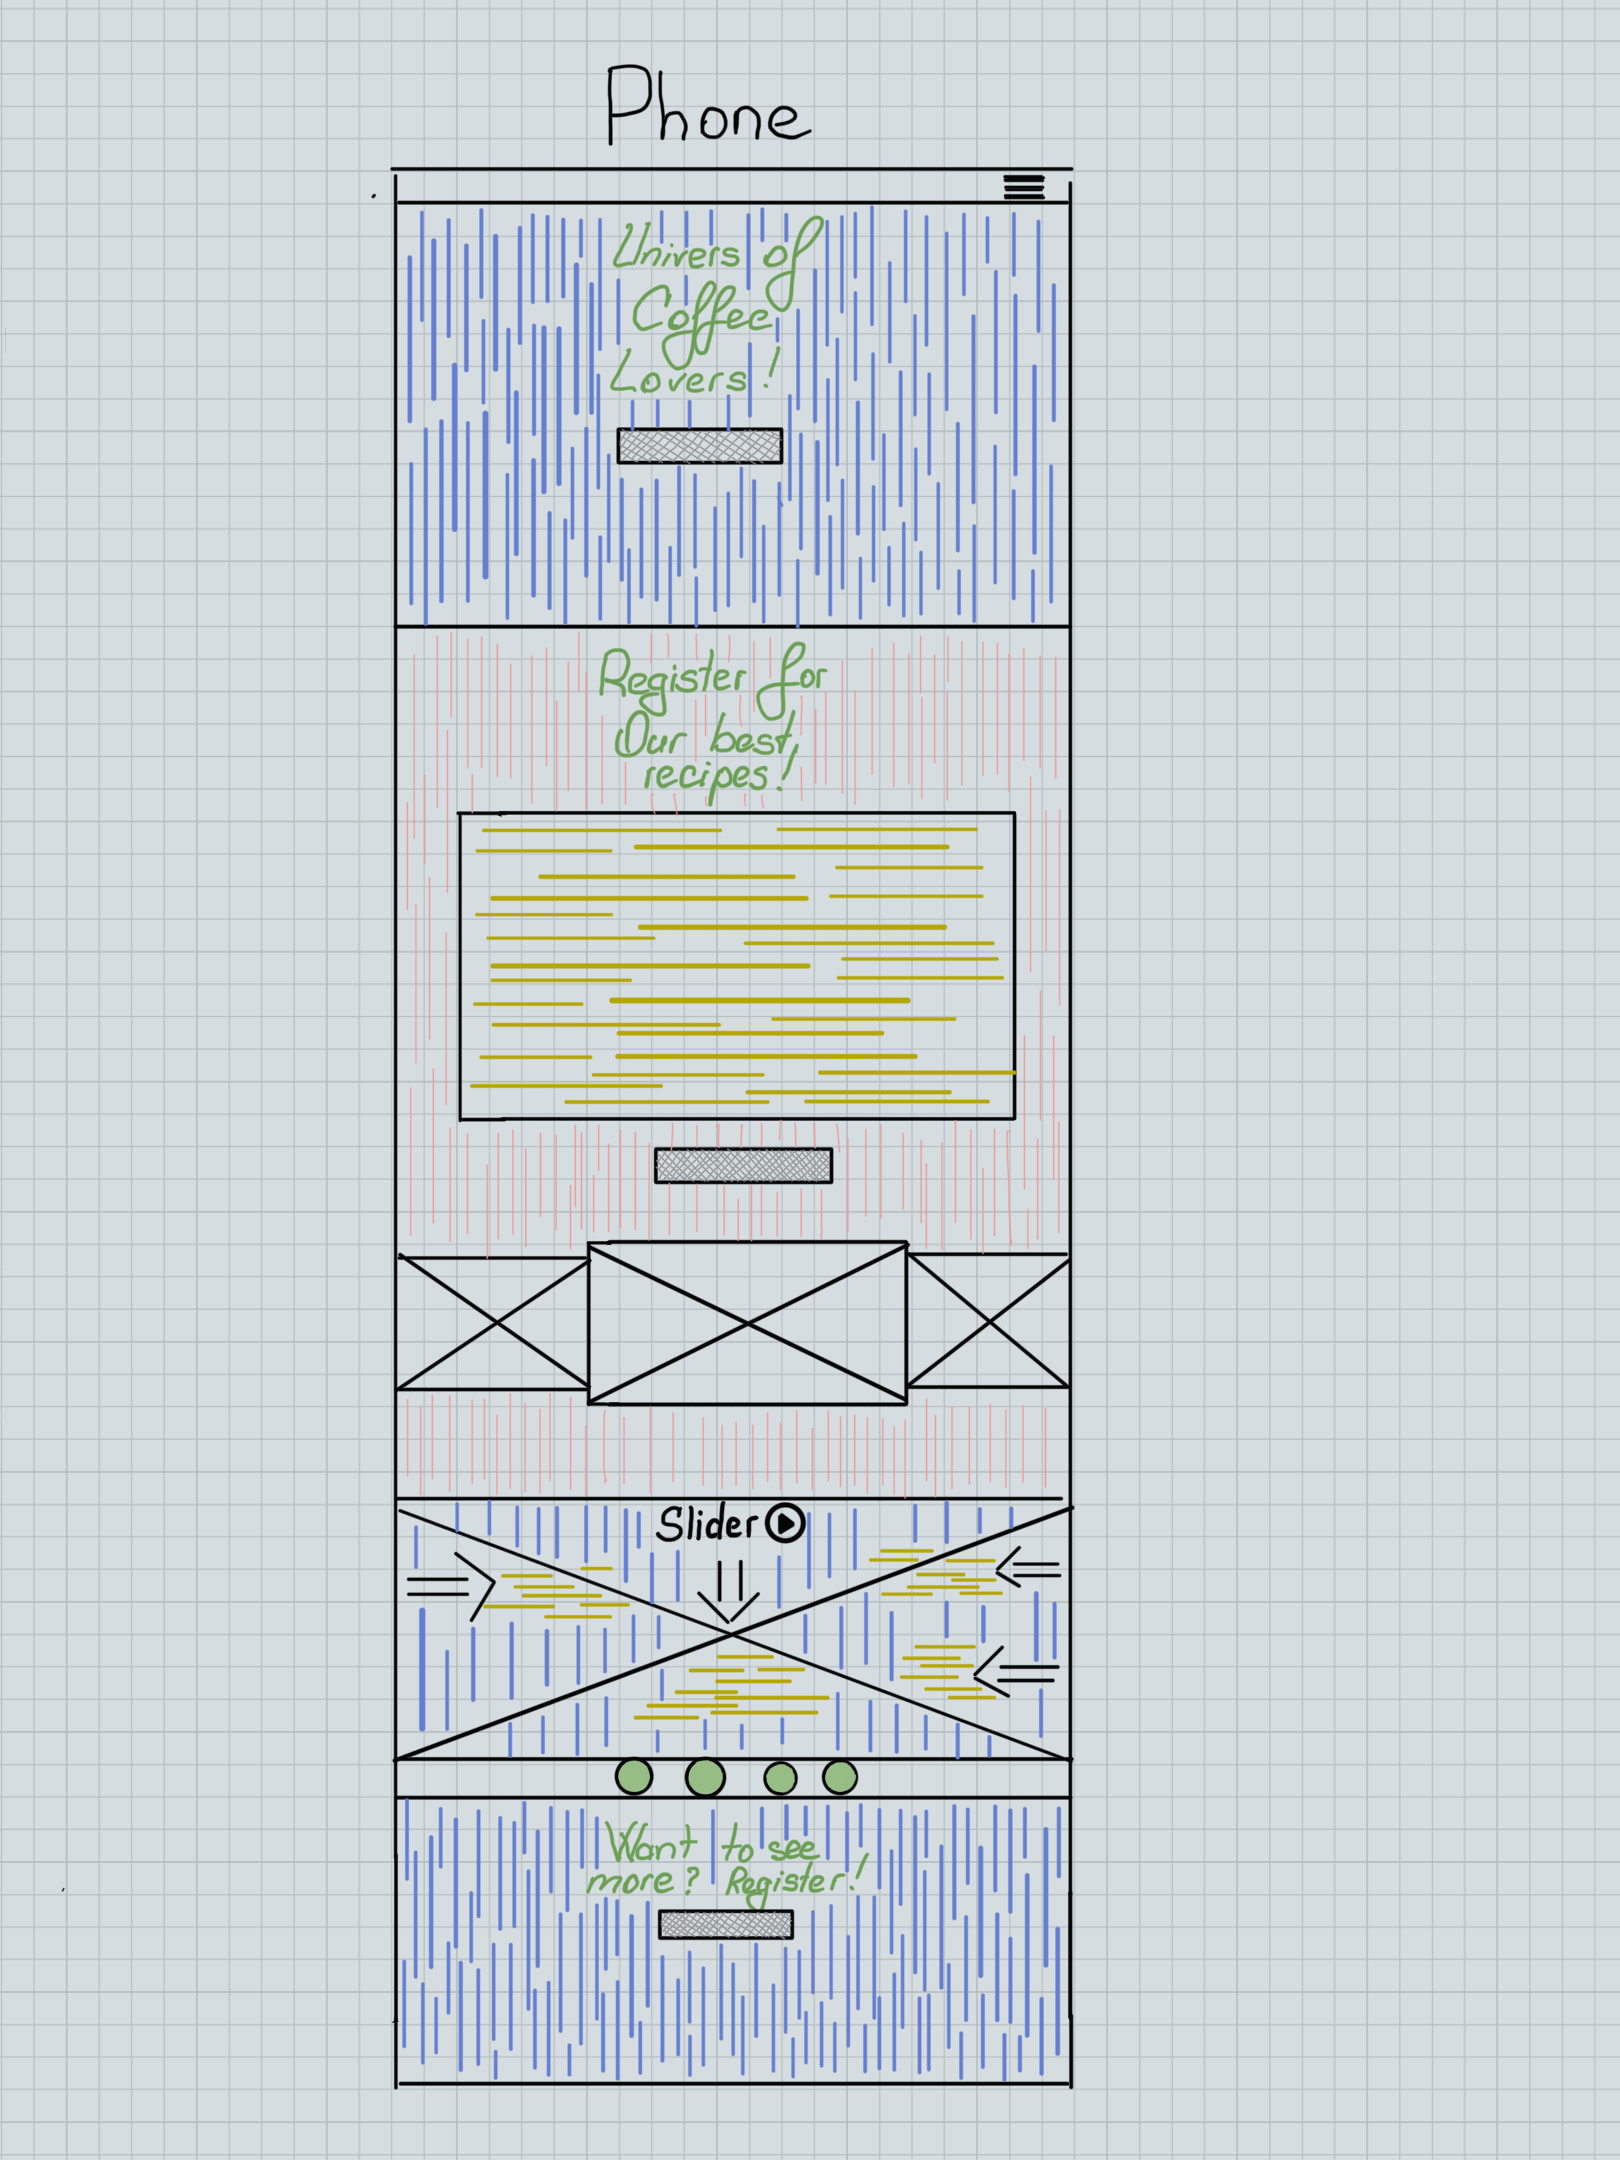 Phone
Univers of
Coffee
Lovers!
Register for
Our best
recipes!
Slider
Want to see
more? Register!